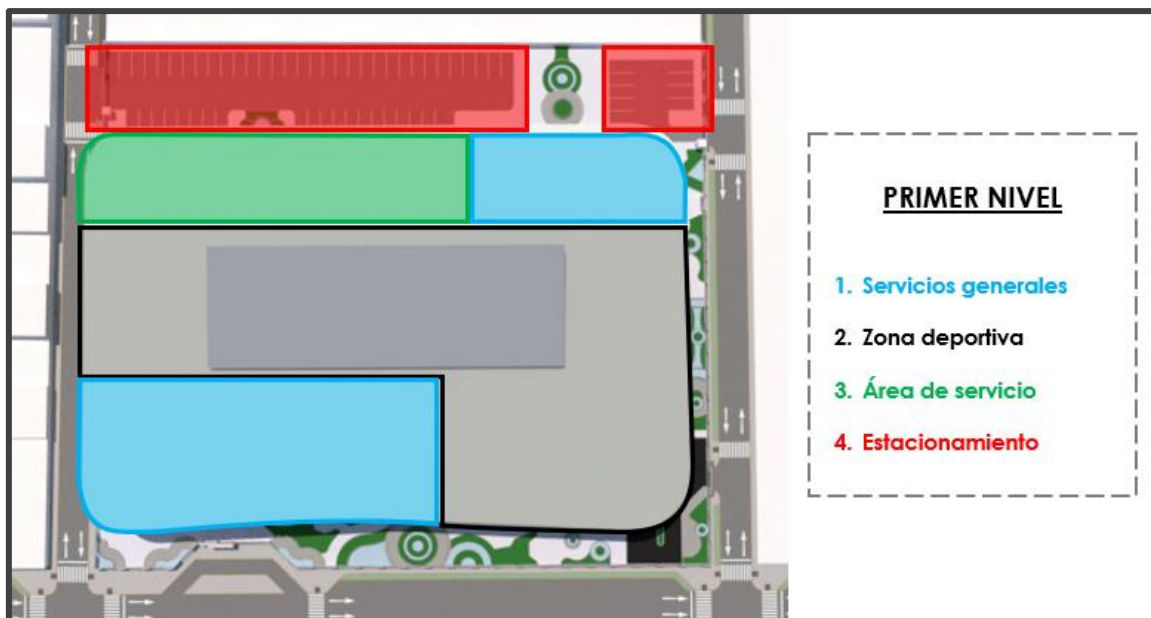 PRIMER NIVEL
1. Servicios generales
2. Zona deportiva
3. Área de servicio
4. Estacionamiento